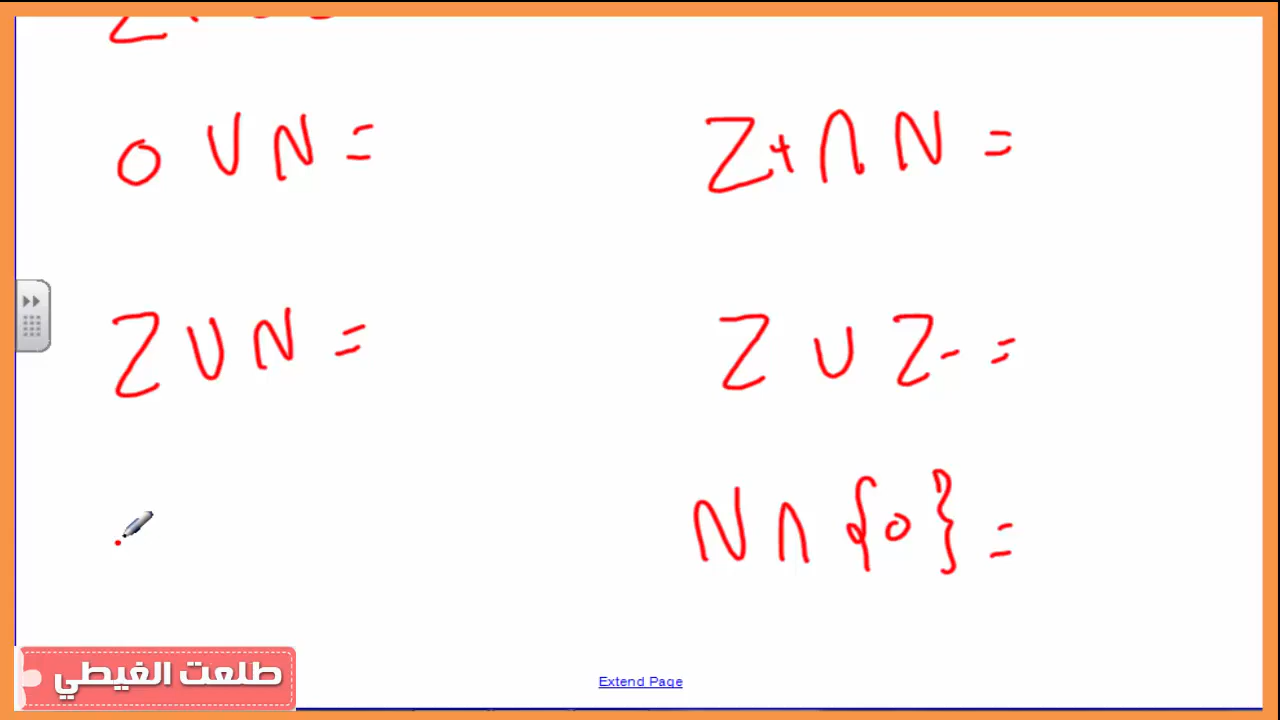 O U N = Z+ ∩ N =
Z U N = Z U Z- =
N ∩ {0} =
طلعت الغيطي
Extend Page